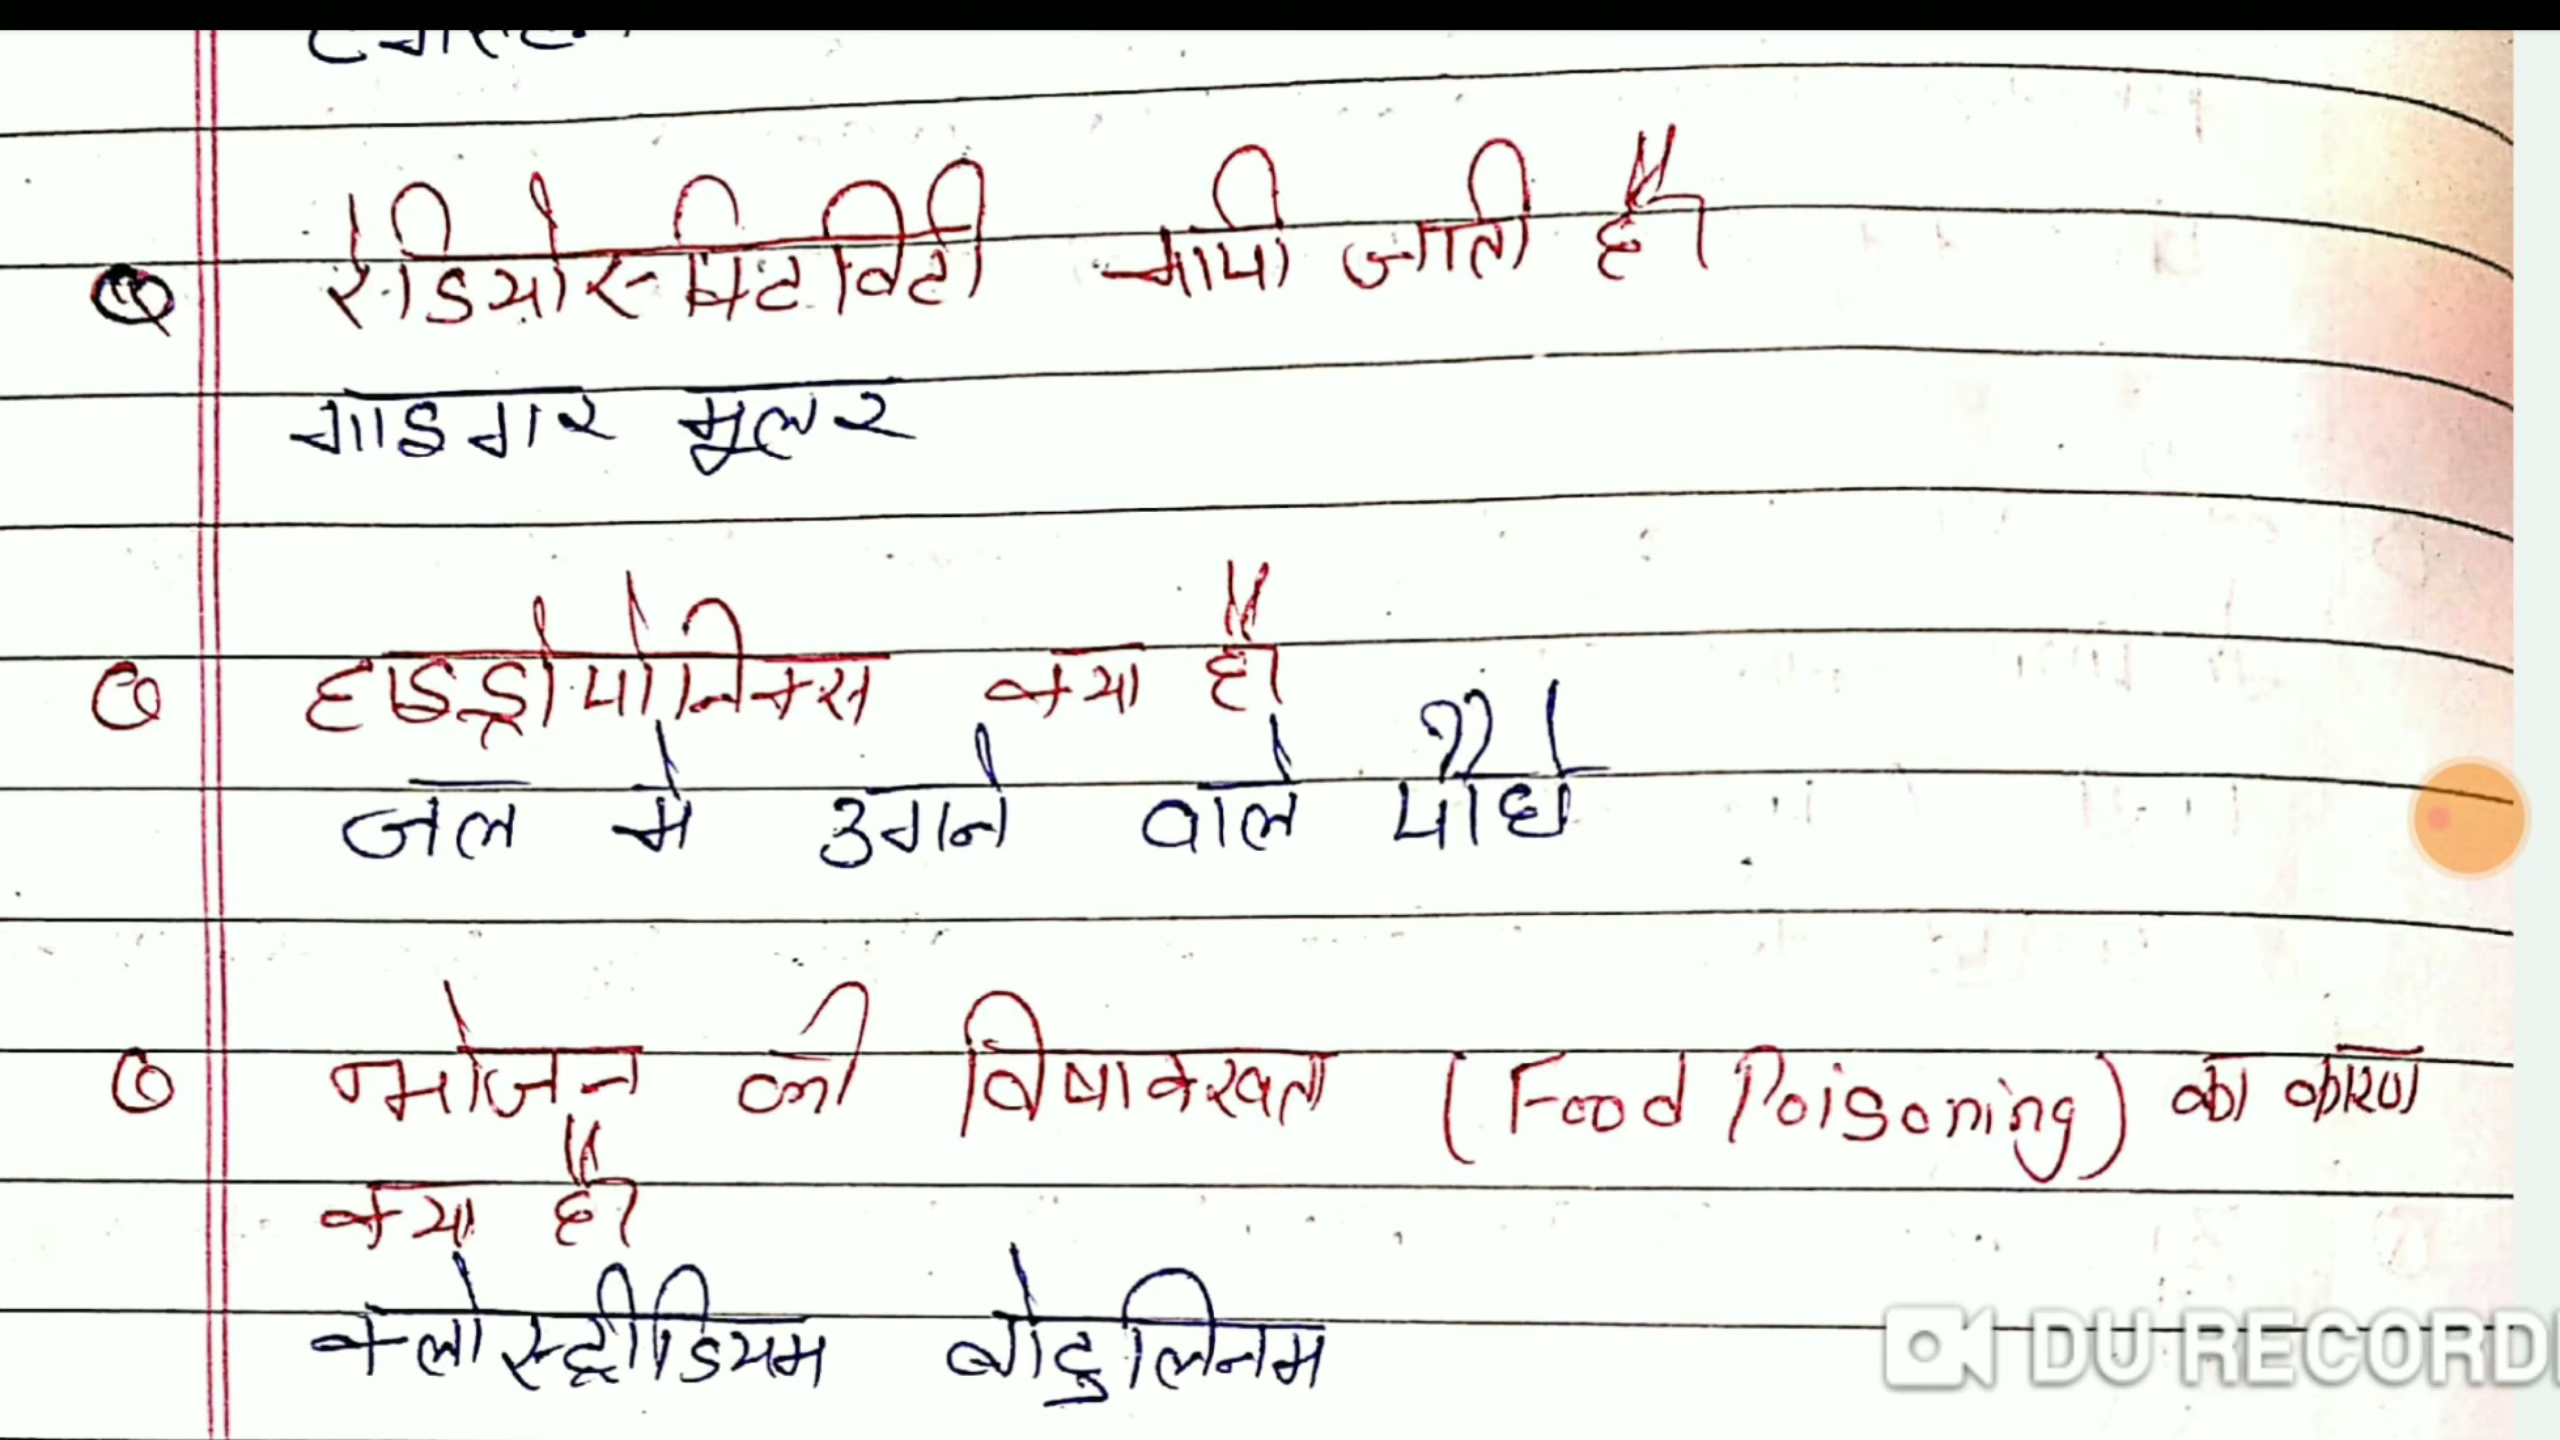 Q रेडियोएक्टिविटी मापी जाती है
गाइगर मूलर
Q हाइड्रोपोनिक्स क्या है
जल मे उगने वाले पौधे
Q भोजन की विषाक्तता (Food Poisoning) का कारण
क्या है
क्लोस्ट्रीडियम बोटुलिनम
DU RECORD